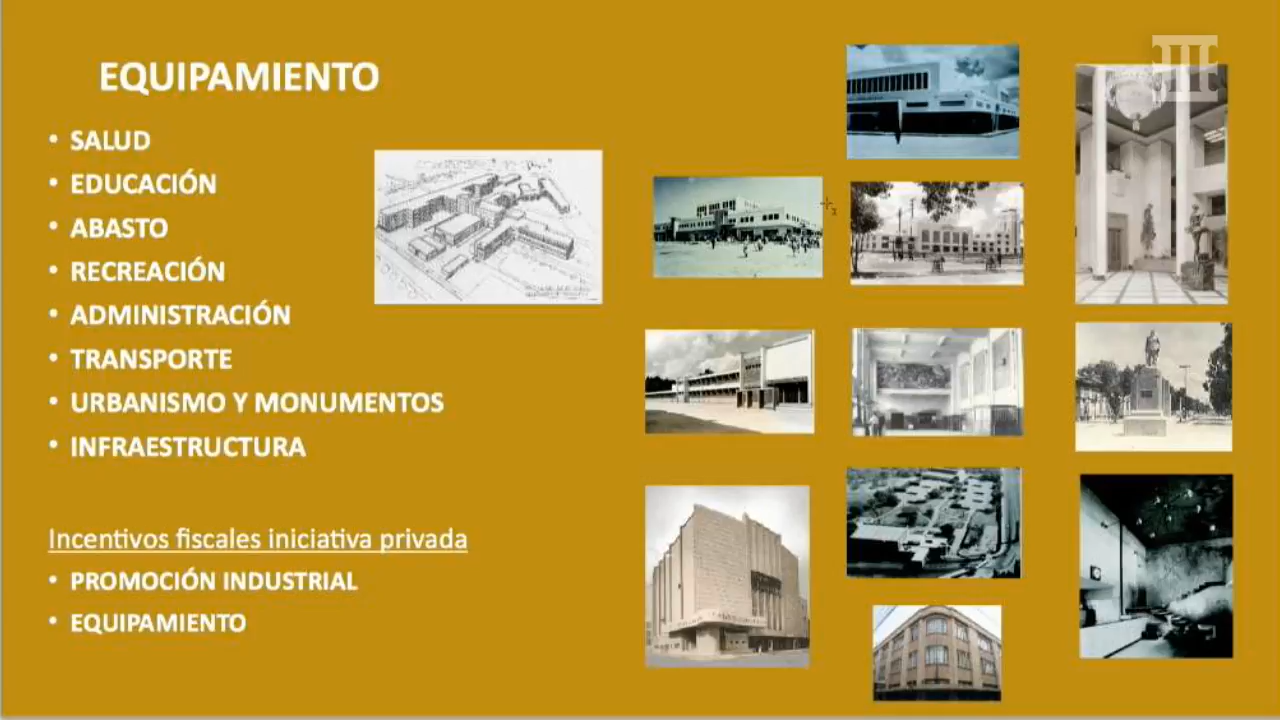 EQUIPAMIENTO
• SALUD
• EDUCACIÓN
• ABASTO
• RECREACIÓN
• ADMINISTRACIÓN
• TRANSPORTE
• URBANISMO Y MONUMENTOS
• INFRAESTRUCTURA
Incentivos fiscales iniciativa privada
• PROMOCIÓN INDUSTRIAL
• EQUIPAMIENTO